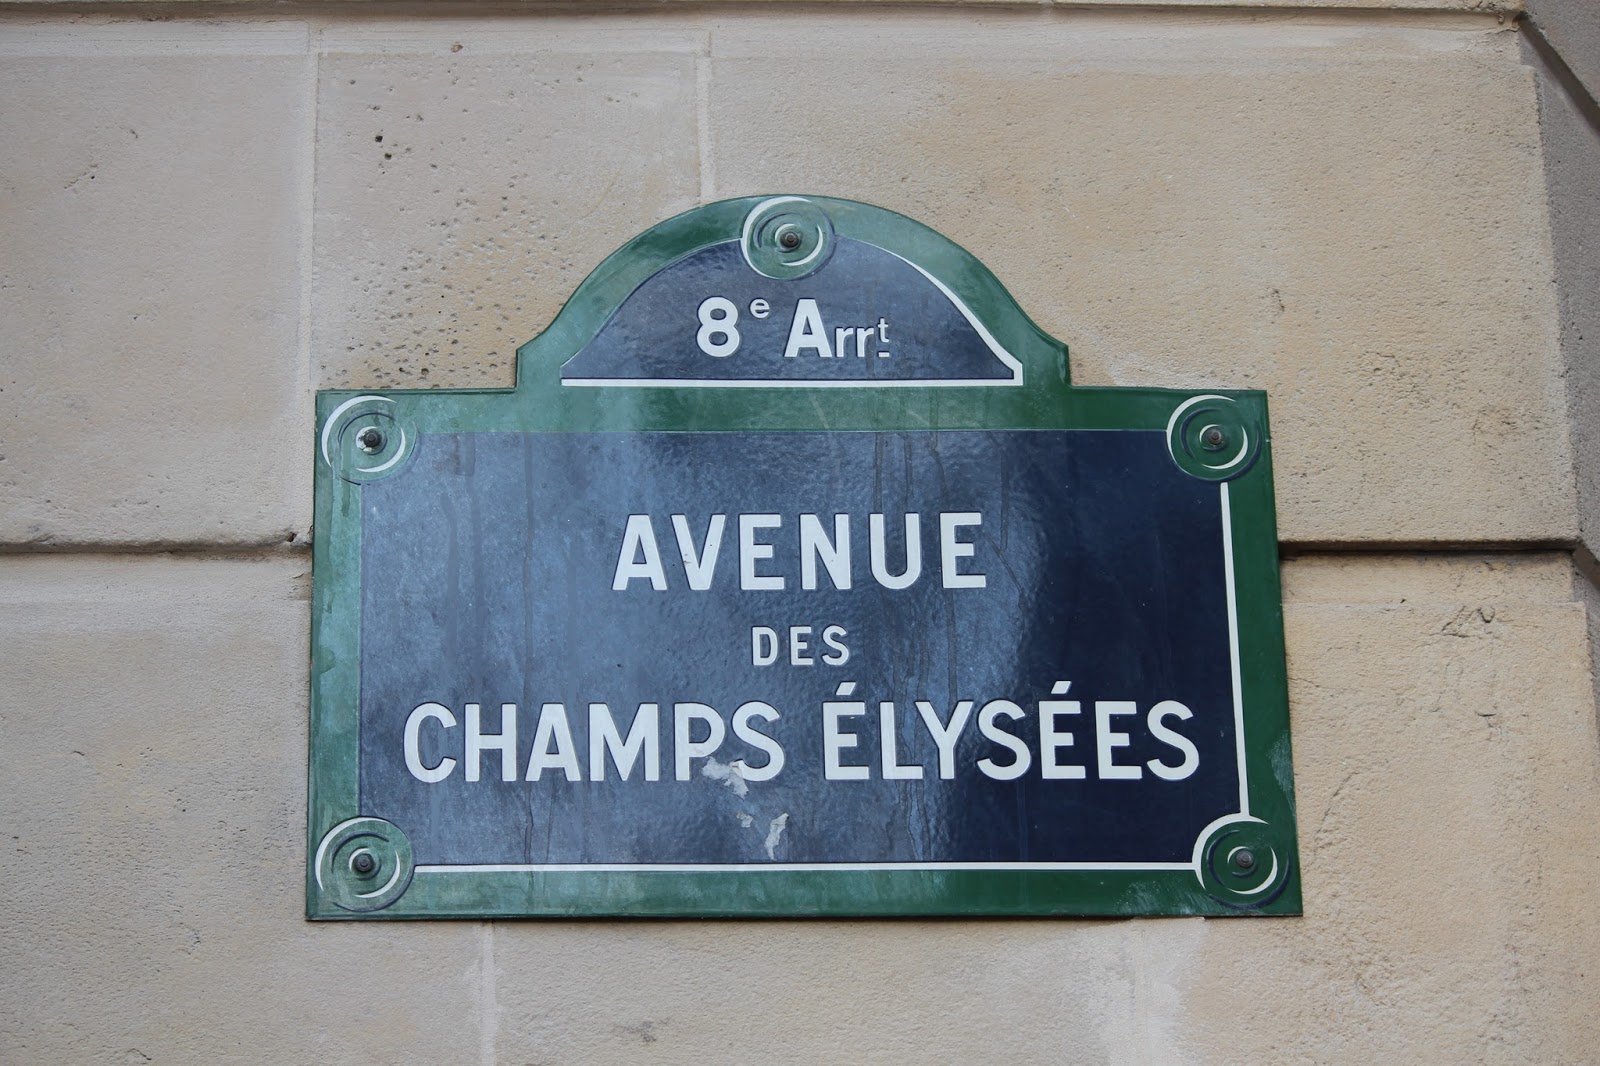 8e Arrt
AVENUE
DES
CHAMPS ÉLYSÉES